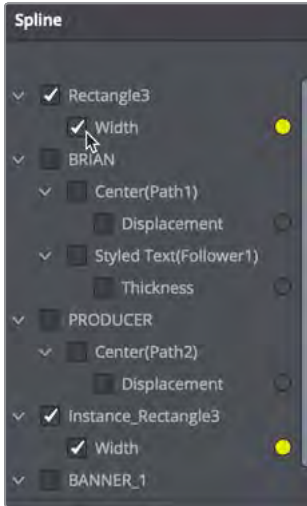 Spline
Rectangle3
Width
BRIAN
Center(Path1)
Displacement
Styled Text(Follower1)
Thickness
PRODUCER
Center(Path2)
Displacement
Instance_Rectangle3
Width
BANNER_1